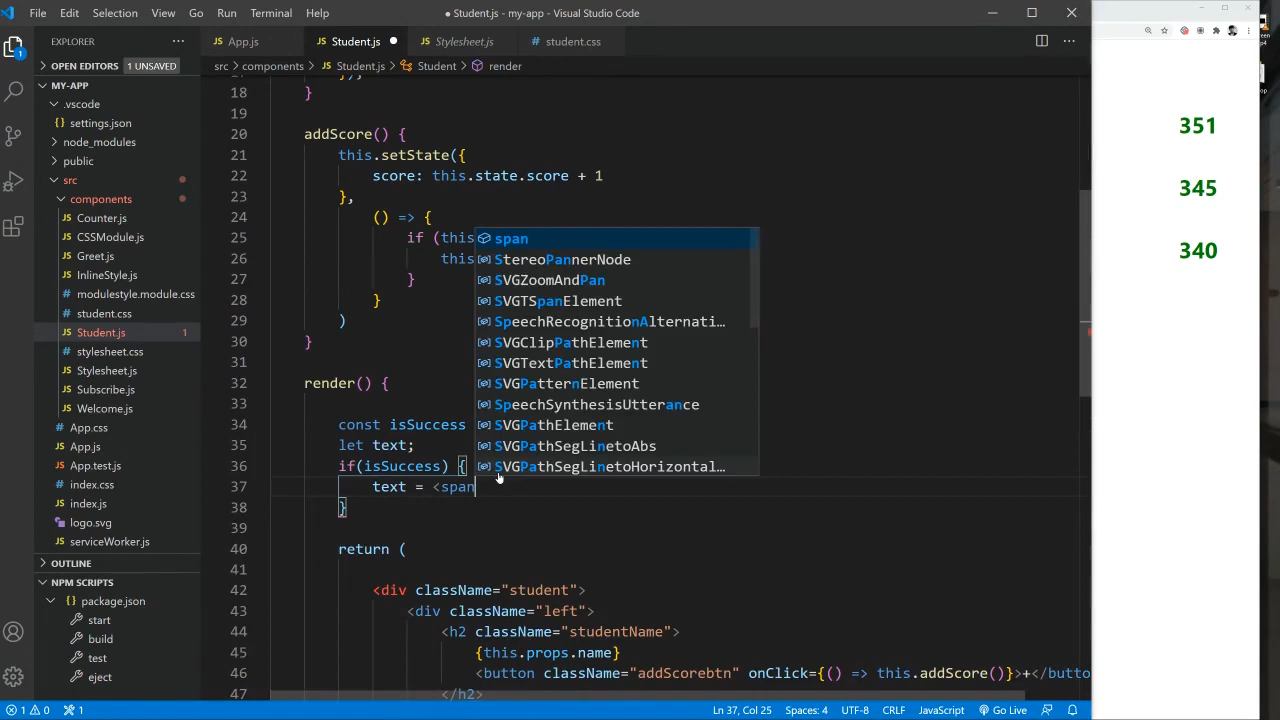 File Edit Selection View Go Run Terminal Help
● Student.js - my-app - Visual Studio Code
EXPLORER
App.js
Student.js
Stylesheet.js
student.css
OPEN EDITORS 1 UNSAVED
src > components > Student.js > Student > render
MY-APP
.vscode
settings.json
node_modules
public
src
components
Counter.js
CSSModule.js
Greet.js
InlineStyle.js
modulestyle.module.css
student.css
Student.js 1
stylesheet.css
Stylesheet.js
Subscribe.js
Welcome.js
App.css
App.js
App.test.js
index.css
index.js
logo.svg
serviceWorker.js
OUTLINE
NPM SCRIPTS
package.json
start
build
test
eject
18 }
19
20 addScore() {
21 this.setState({
22 score: this.state.score + 1
23 },
24 () => {
25 if (this
26 this
27 }
28 }
29 )
30 }
31
32 render() {
33
34 const isSuccess
35 let text;
36 if(isSuccess) {
37 text = <span
38 }
39
40 return (
41
42 <div className="student">
43 <div className="left">
44 <h2 className="studentName">
45 {this.props.name}
46 <button className="addScorebtn" onClick={() => this.addScore()}>+</butto
47 </h2>
span
StereoPannerNode
SVGZoomAndPan
SVGTSpanElement
SpeechRecognitionAlternati…
SVGClipPathElement
SVGTextPathElement
SVGPatternElement
SpeechSynthesisUtterance
SVGPathElement
SVGPathSegLinetoAbs
SVGPathSegLinetoHorizontal…
1 0 1
Ln 37, Col 25 Spaces: 4 UTF-8 CRLF JavaScript Go Live
351
345
340